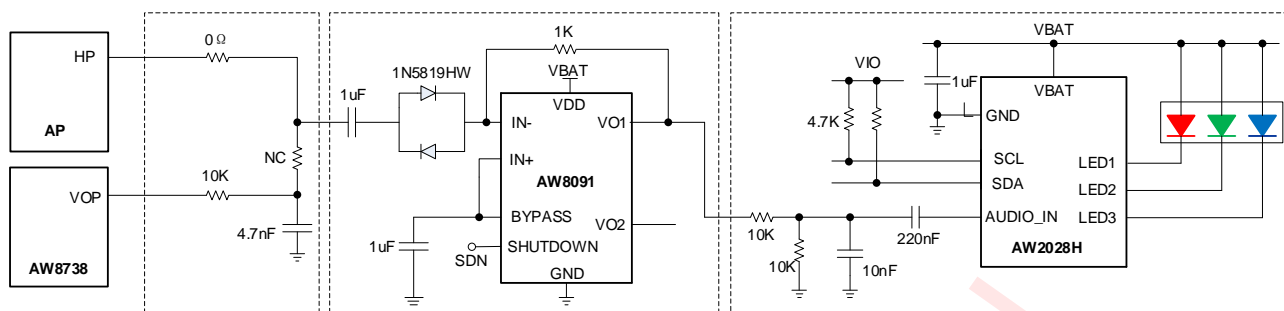 HP
AP
VOP
AW8738
0Ω
NC
10K
4.7nF
1uF
1N5819HW
1K
VBAT
VDD
IN-
VO1
IN+
AW8091
BYPASS
VO2
SHUTDOWN
GND
1uF
SDN
10K
10K
10nF
220nF
VIO
4.7K
VBAT
1uF
VBAT
GND
SCL
SDA
AUDIO_IN
LED1
LED2
LED3
AW2028H